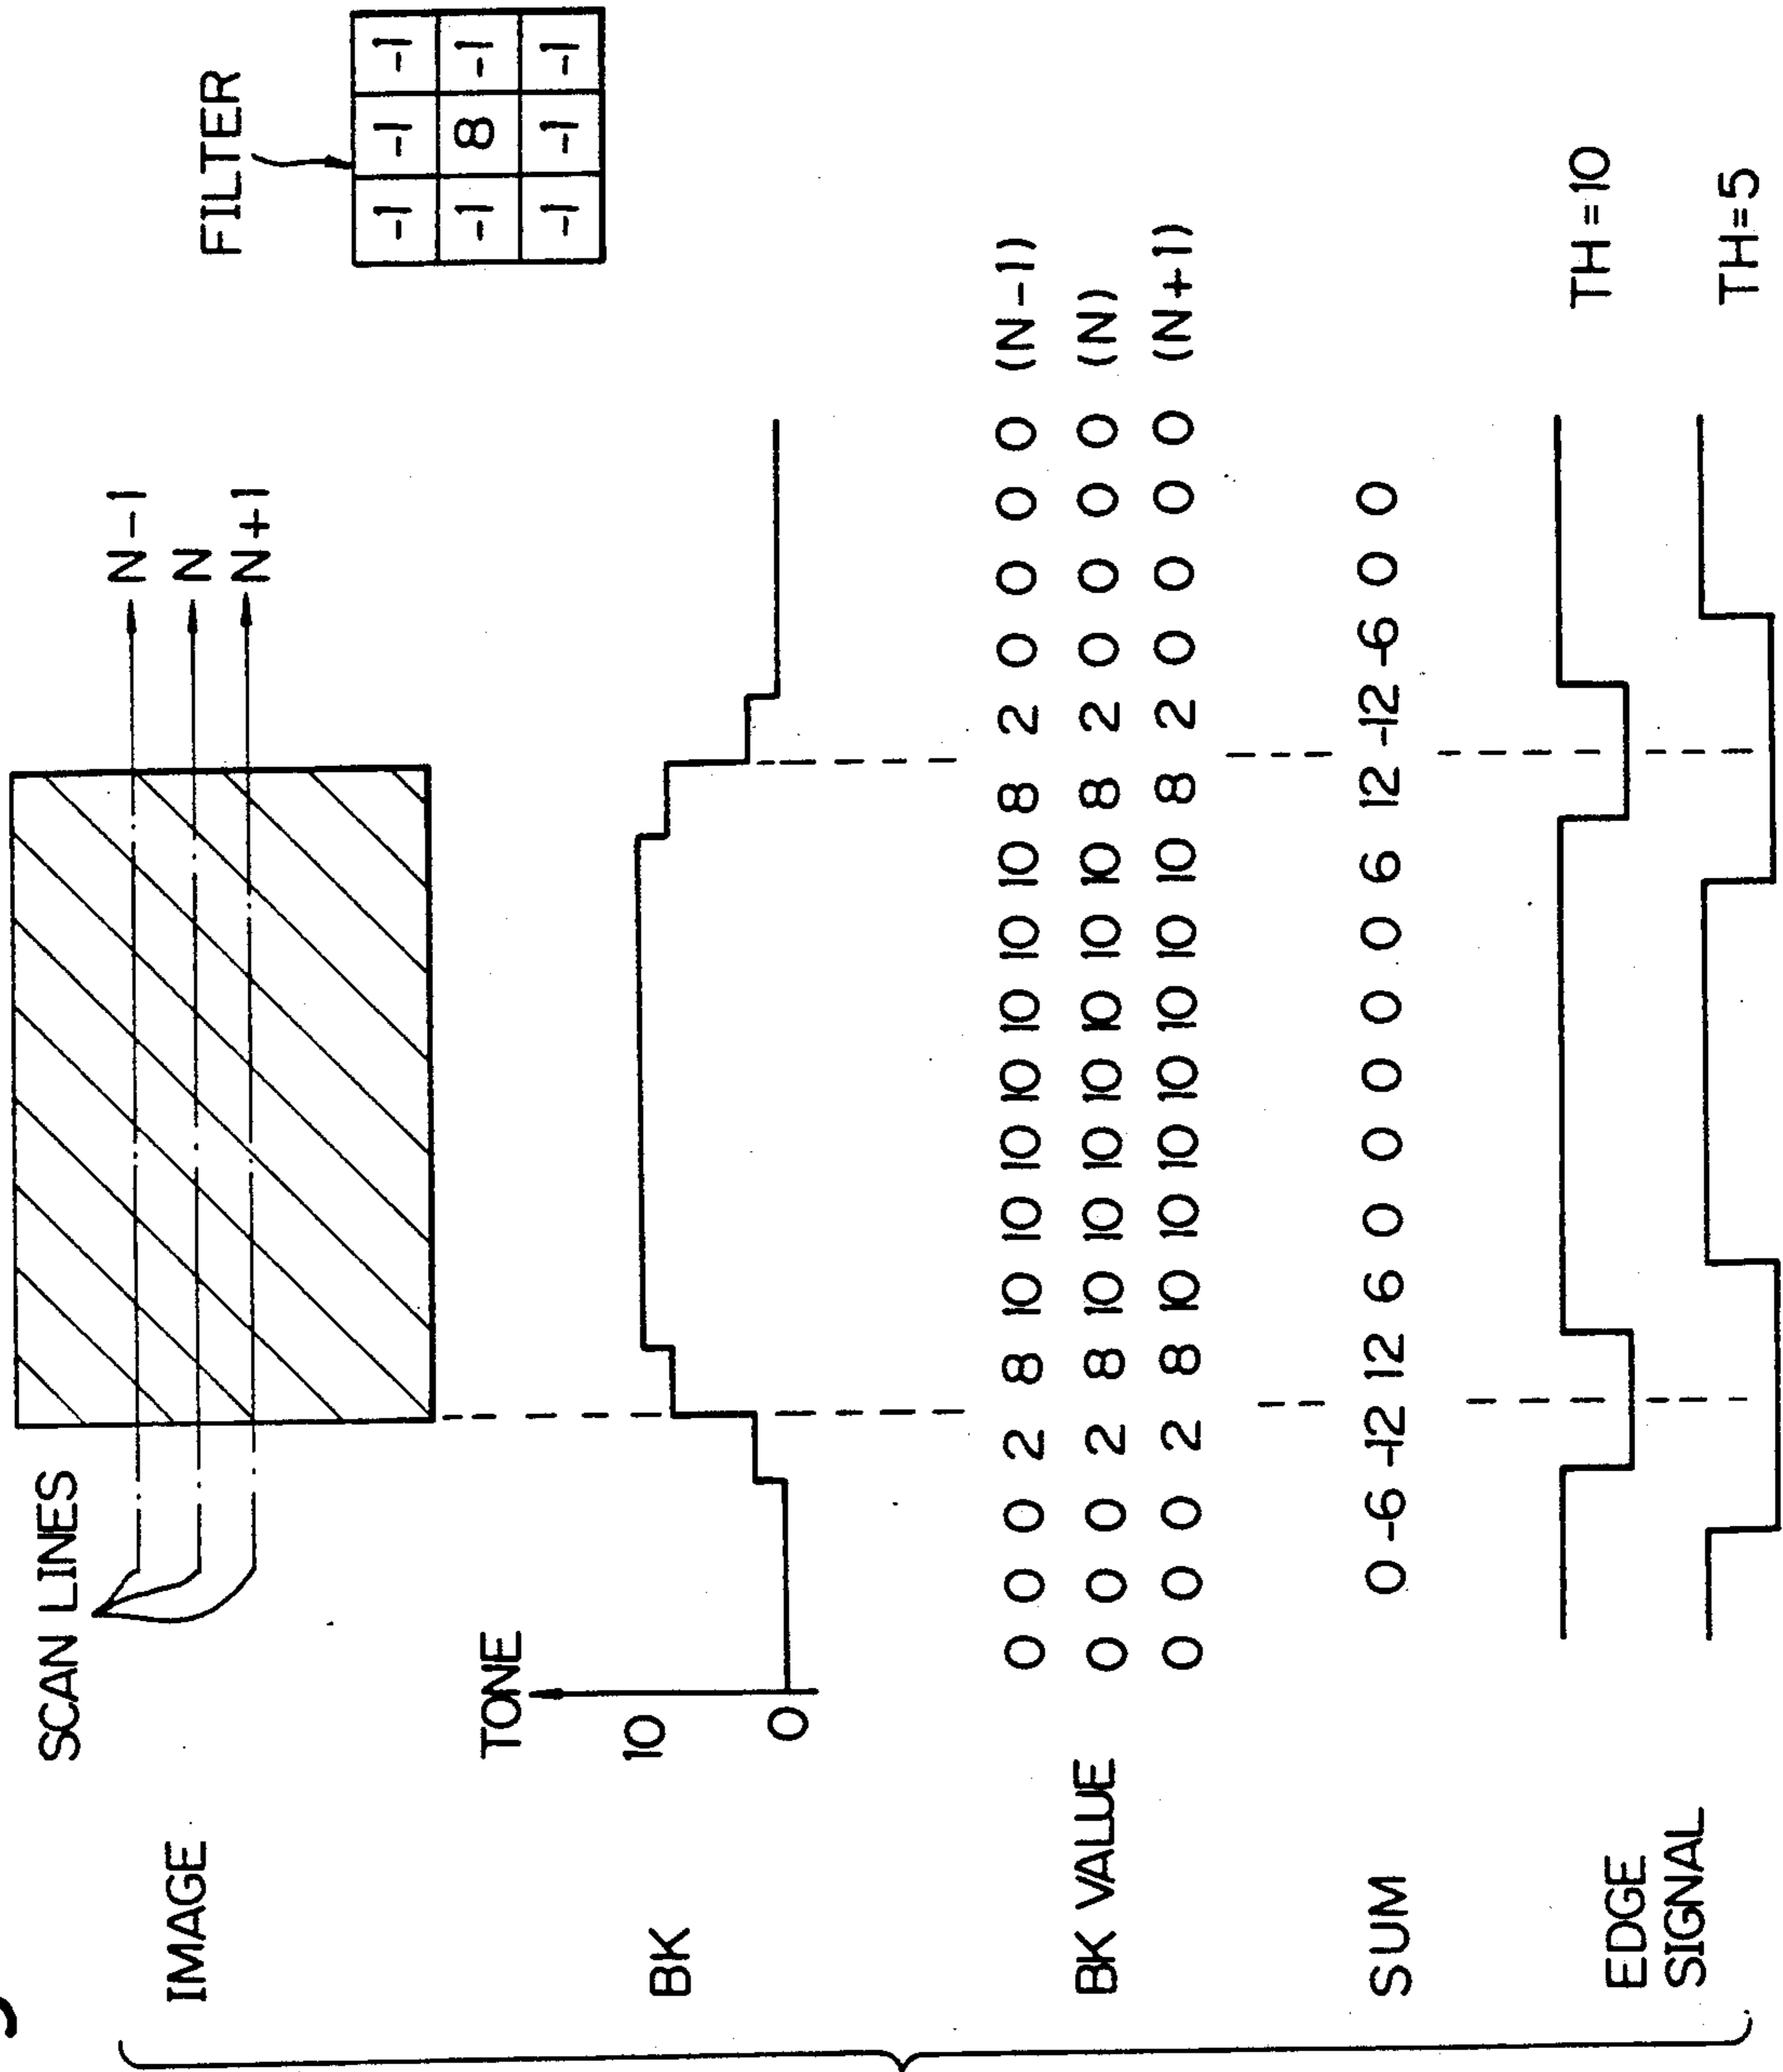 FILTER
-1 -1 -1
-1 8 -1
-1 -1 -1
SCAN LINES
IMAGE
N-1
N
N+1
TONE
10
0
BK
BK VALUE
0 0 0 2 8 10 10 10 10 10 10 10 8 2 0 0 0 0 (N-1)
0 0 0 2 8 10 10 10 10 10 10 10 8 2 0 0 0 0 (N)
0 0 0 2 8 10 10 10 10 10 10 10 8 2 0 0 0 0 (N+1)
SUM
0 -6 -12 12 6 0 0 0 0 0 6 12 -12 -6 0 0
EDGE
SIGNAL
TH=10
TH=5